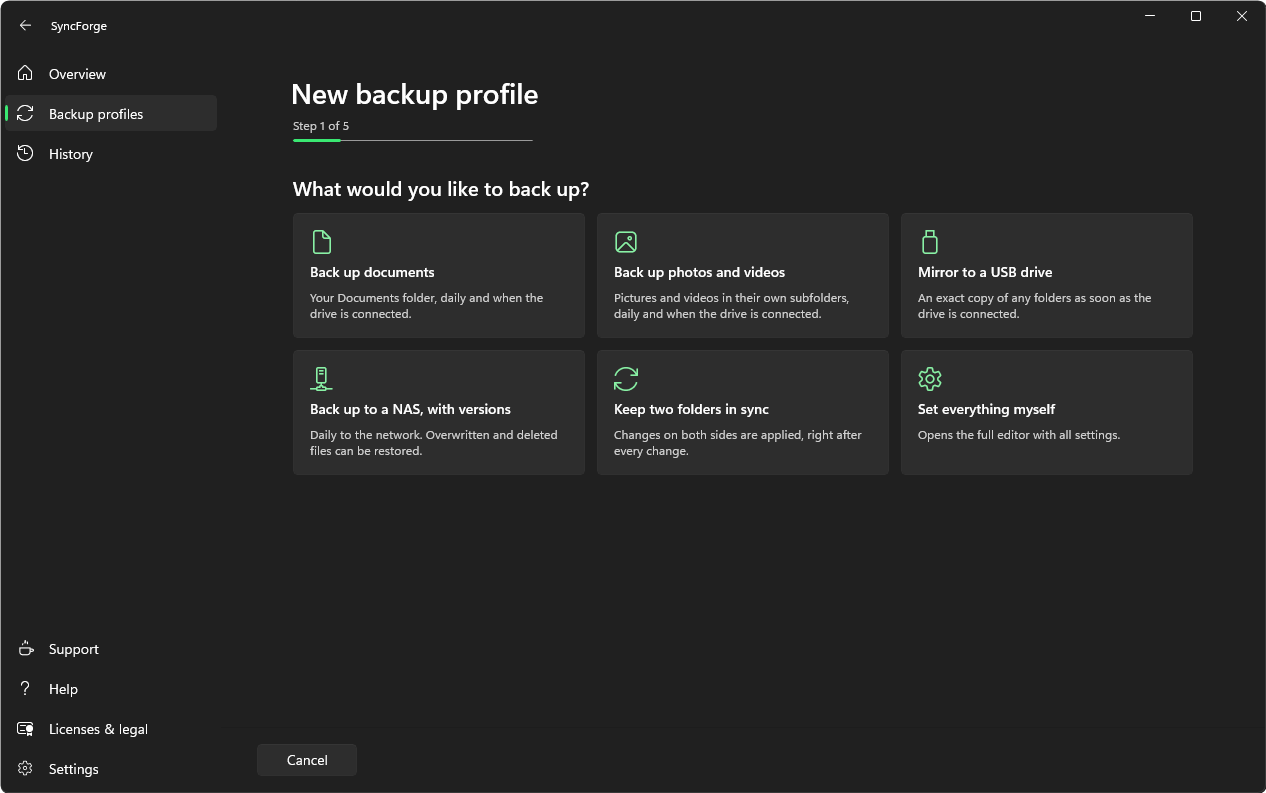 SyncForge
Overview
Backup profiles
History
New backup profile
Step 1 of 5
What would you like to back up?
Back up documents
Your Documents folder, daily and when the
drive is connected.
Back up photos and videos
Pictures and videos in their own subfolders,
daily and when the drive is connected.
Mirror to a USB drive
An exact copy of any folders as soon as the
drive is connected.
Back up to a NAS, with versions
Daily to the network. Overwritten and deleted
files can be restored.
Keep two folders in sync
Changes on both sides are applied, right after
every change.
Set everything myself
Opens the full editor with all settings.
Support
Help
Licenses & legal
Settings
Cancel